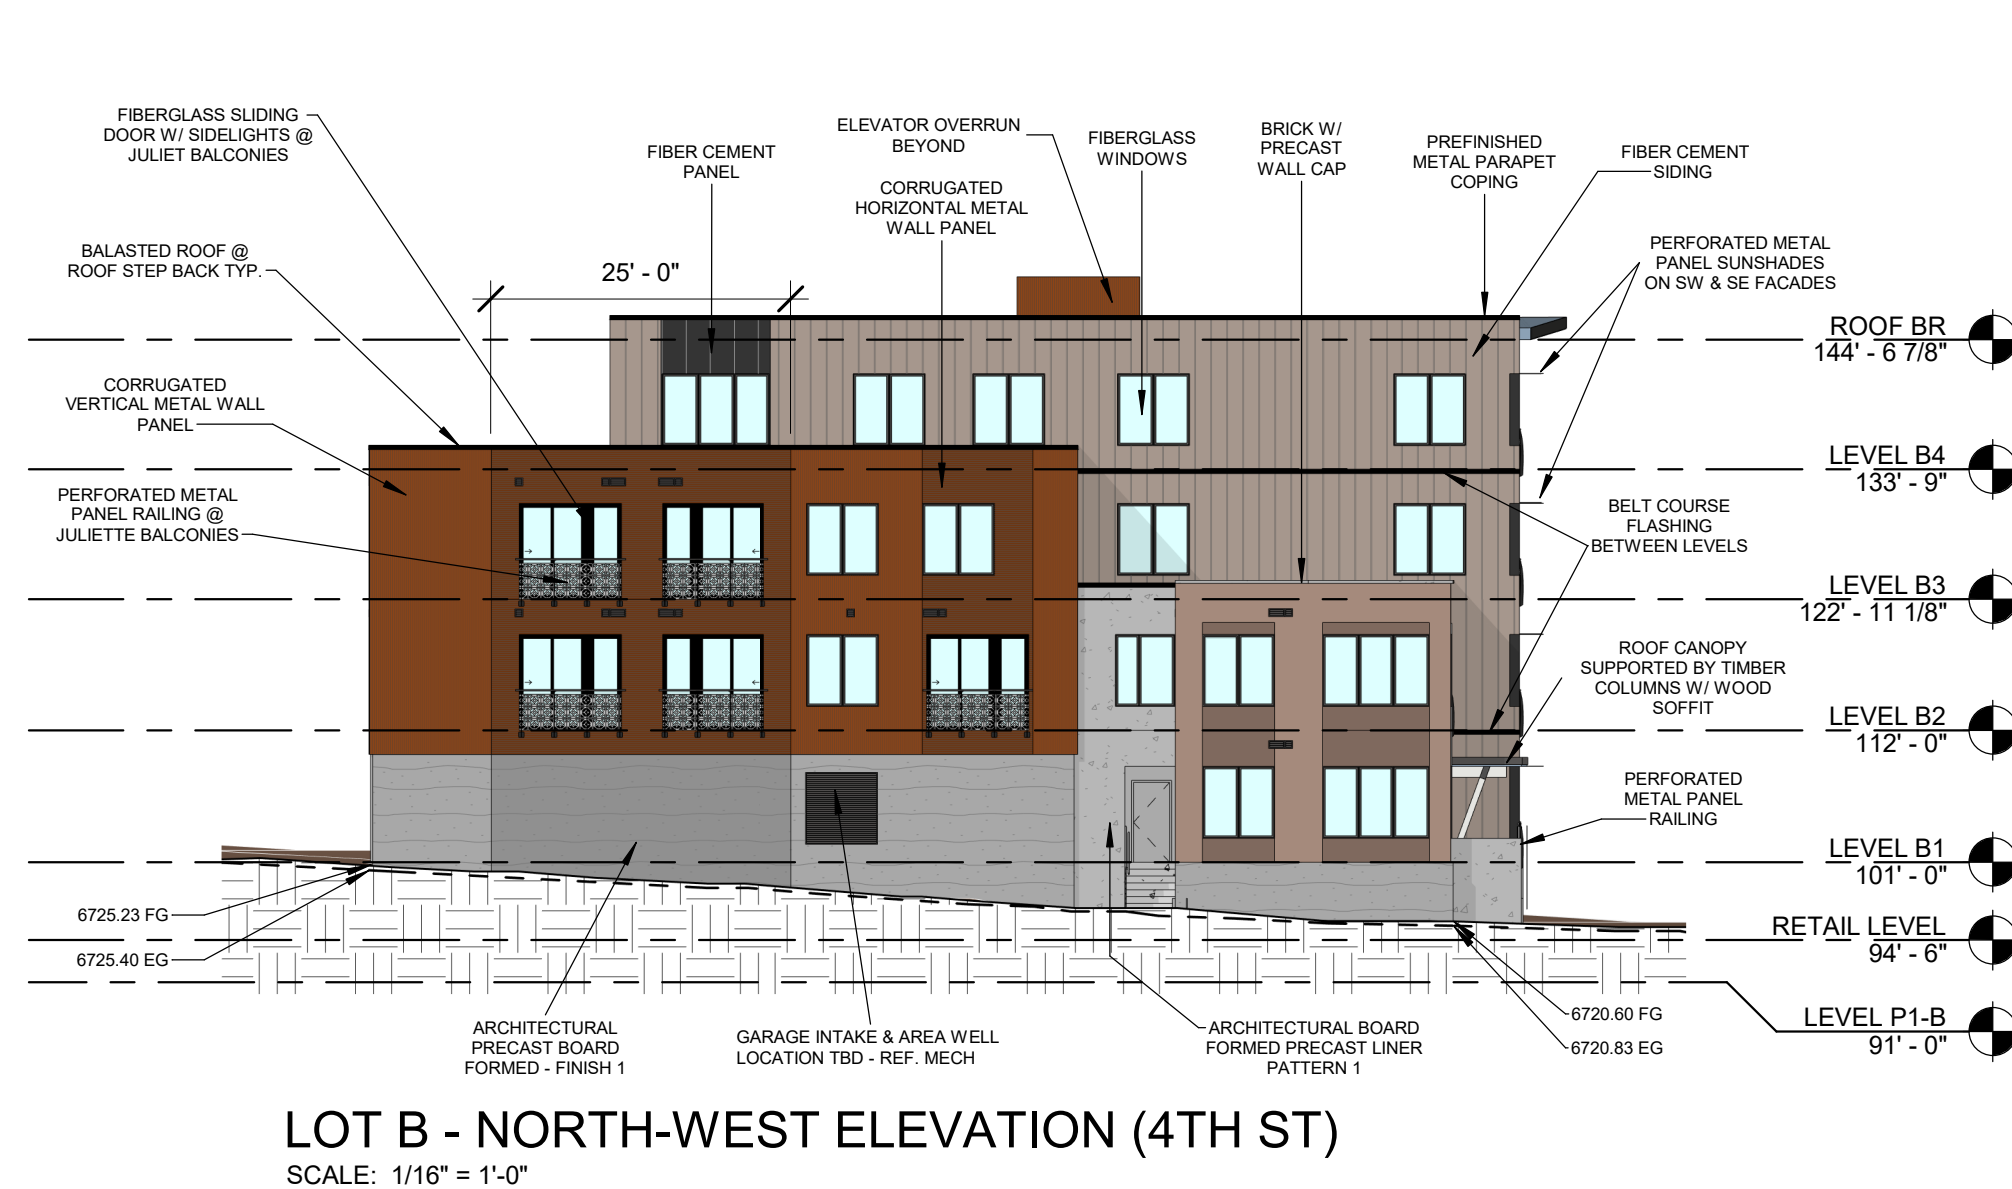 FIBERGLASS SLIDING
DOOR W/ SIDELIGHTS @
JULIET BALCONIES
FIBER CEMENT
PANEL
ELEVATOR OVERRUN
BEYOND
CORRUGATED
HORIZONTAL METAL
WALL PANEL
FIBERGLASS
WINDOWS
BRICK W/
PRECAST
WALL CAP
PREFINISHED
METAL PARAPET
COPING
FIBER CEMENT
SIDING
PERFORATED METAL
PANEL SUNSHADES
ON SW & SE FACADES
BALASTED ROOF @
ROOF STEP BACK TYP.
25' - 0"
CORRUGATED
VERTICAL METAL WALL
PANEL
PERFORATED METAL
PANEL RAILING @
JULIETTE BALCONIES
ROOF BR
144' - 6 7/8"
LEVEL B4
133' - 9"
BELT COURSE
FLASHING
BETWEEN LEVELS
LEVEL B3
122' - 11 1/8"
ROOF CANOPY
SUPPORTED BY TIMBER
COLUMNS W/ WOOD
SOFFIT
LEVEL B2
112' - 0"
PERFORATED
METAL PANEL
RAILING
LEVEL B1
101' - 0"
RETAIL LEVEL
94' - 6"
LEVEL P1-B
91' - 0"
6725.23 FG
6725.40 EG
ARCHITECTURAL
PRECAST BOARD
FORMED - FINISH 1
GARAGE INTAKE & AREA WELL
LOCATION TBD - REF. MECH
ARCHITECTURAL BOARD
FORMED PRECAST LINER
PATTERN 1
6720.60 FG
6720.83 EG
LOT B - NORTH-WEST ELEVATION (4TH ST)
SCALE: 1/16" = 1'-0"